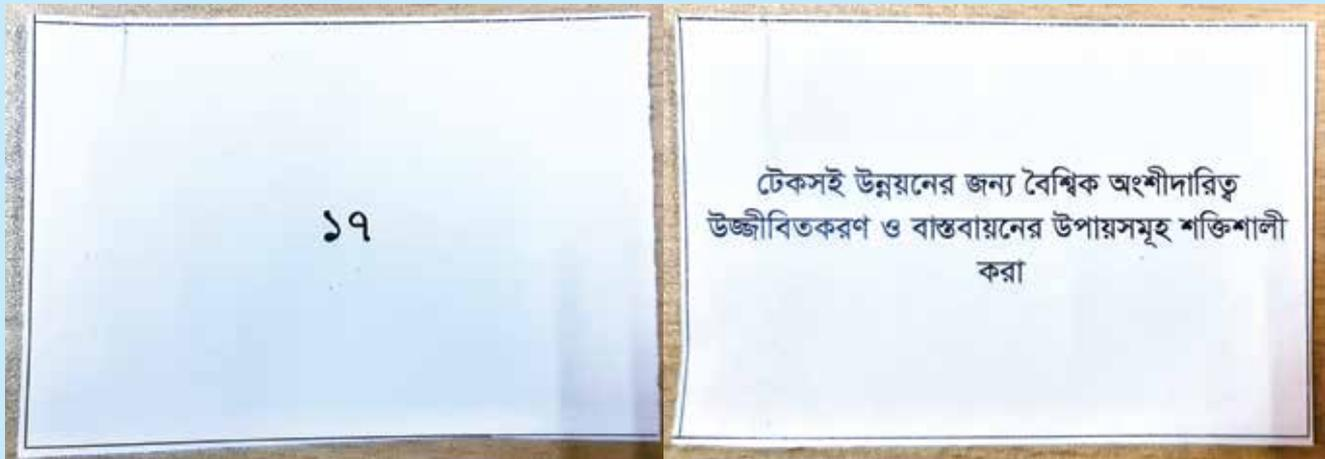 ১৭
টেকসই উন্নয়নের জন্য বৈশ্বিক অংশীদারিত্ব
উজ্জীবিতকরণ ও বাস্তবায়নের উপায়সমূহ শক্তিশালী
করা